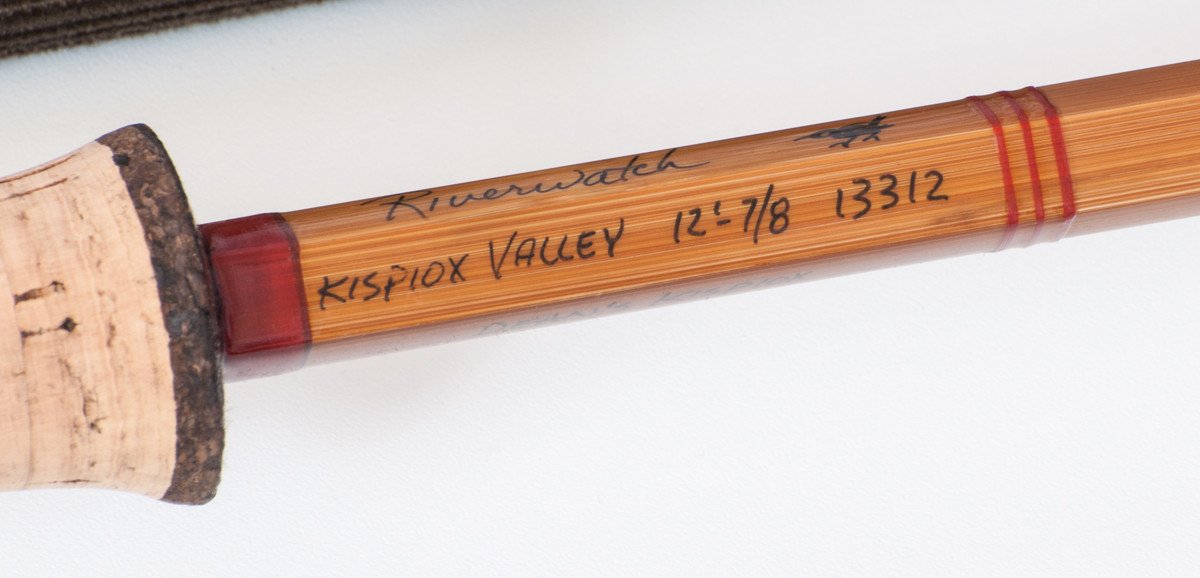 Riverwatch
KISPIOX VALLEY 12'-7/8 13312